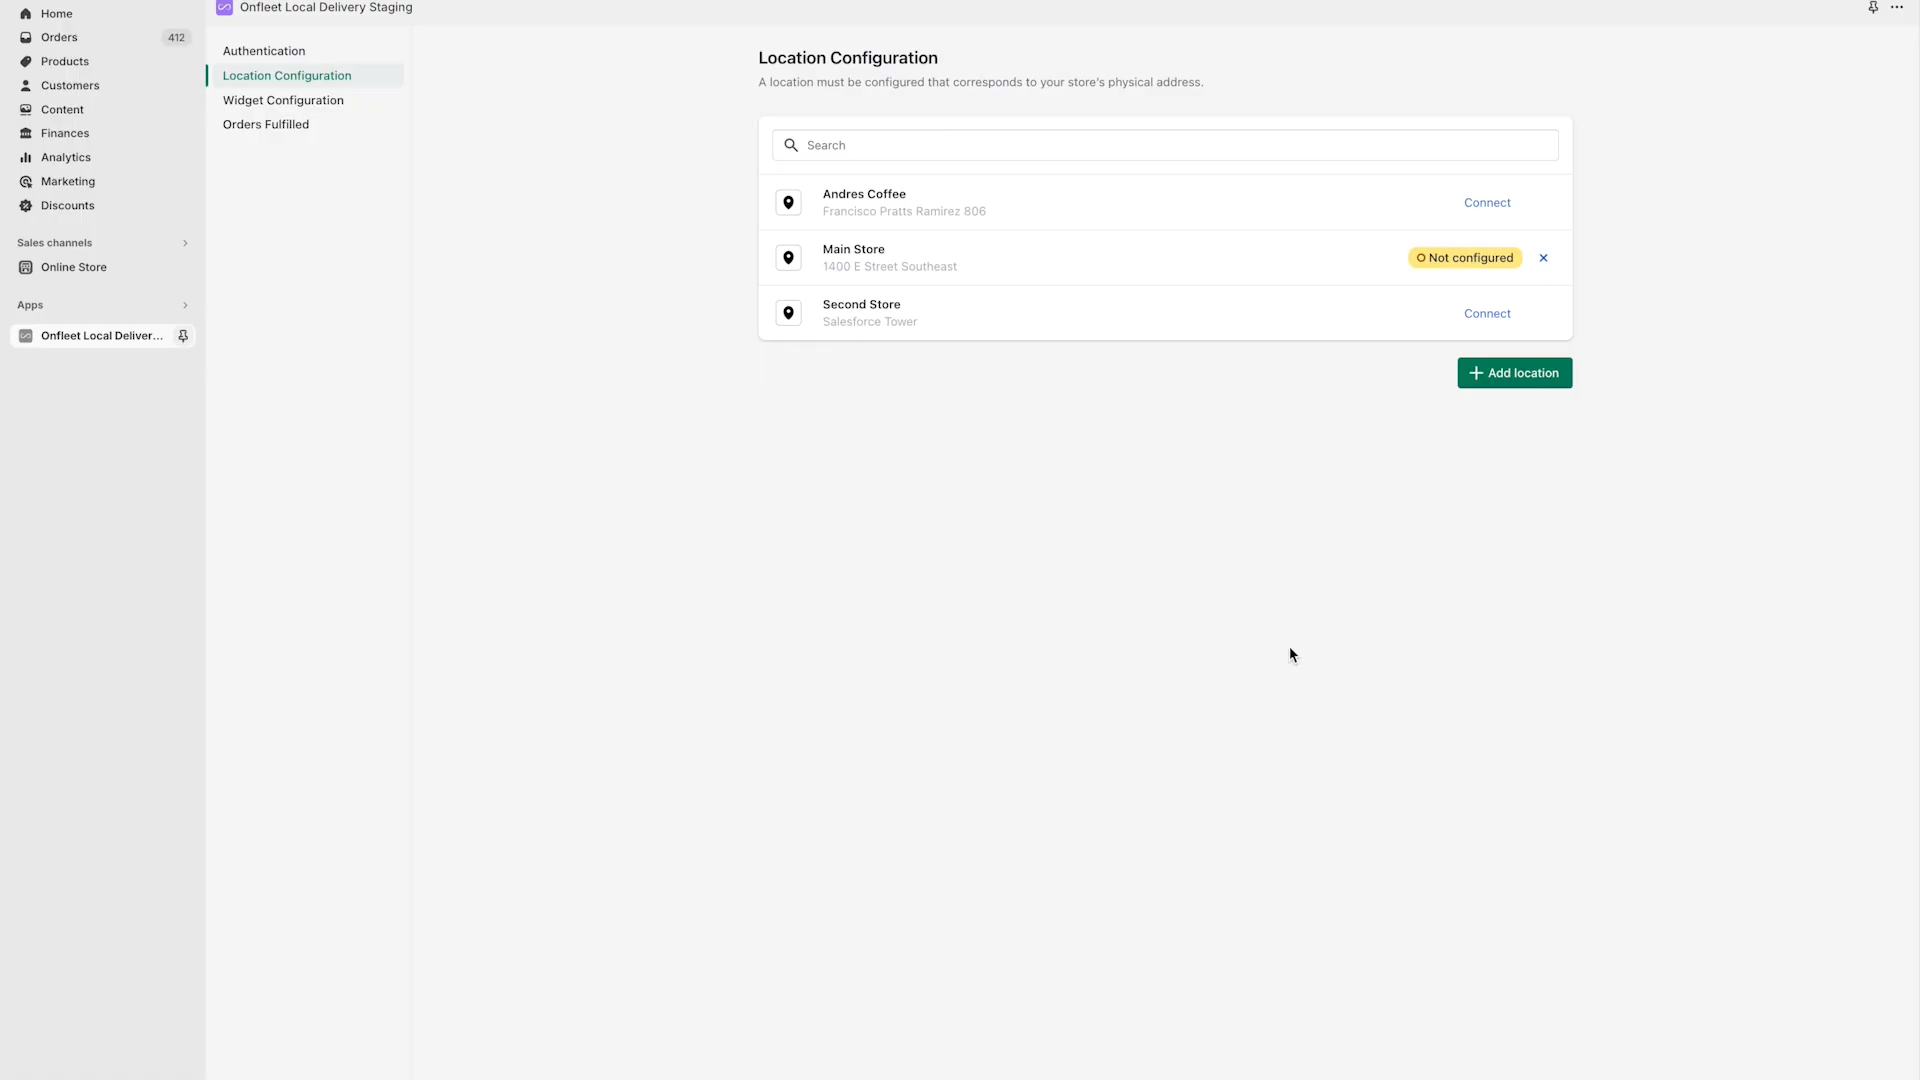 Home
Orders 412
Products
Customers
Content
Finances
Analytics
Marketing
Discounts
Sales channels
Online Store
Apps
Onfleet Local Deliver...
Onfleet Local Delivery Staging
Authentication
Location Configuration
Widget Configuration
Orders Fulfilled
Location Configuration
A location must be configured that corresponds to your store's physical address.
Search
Andres Coffee
Francisco Pratts Ramirez 806
Connect
Main Store
1400 E Street Southeast
Not configured
Second Store
Salesforce Tower
Connect
Add location